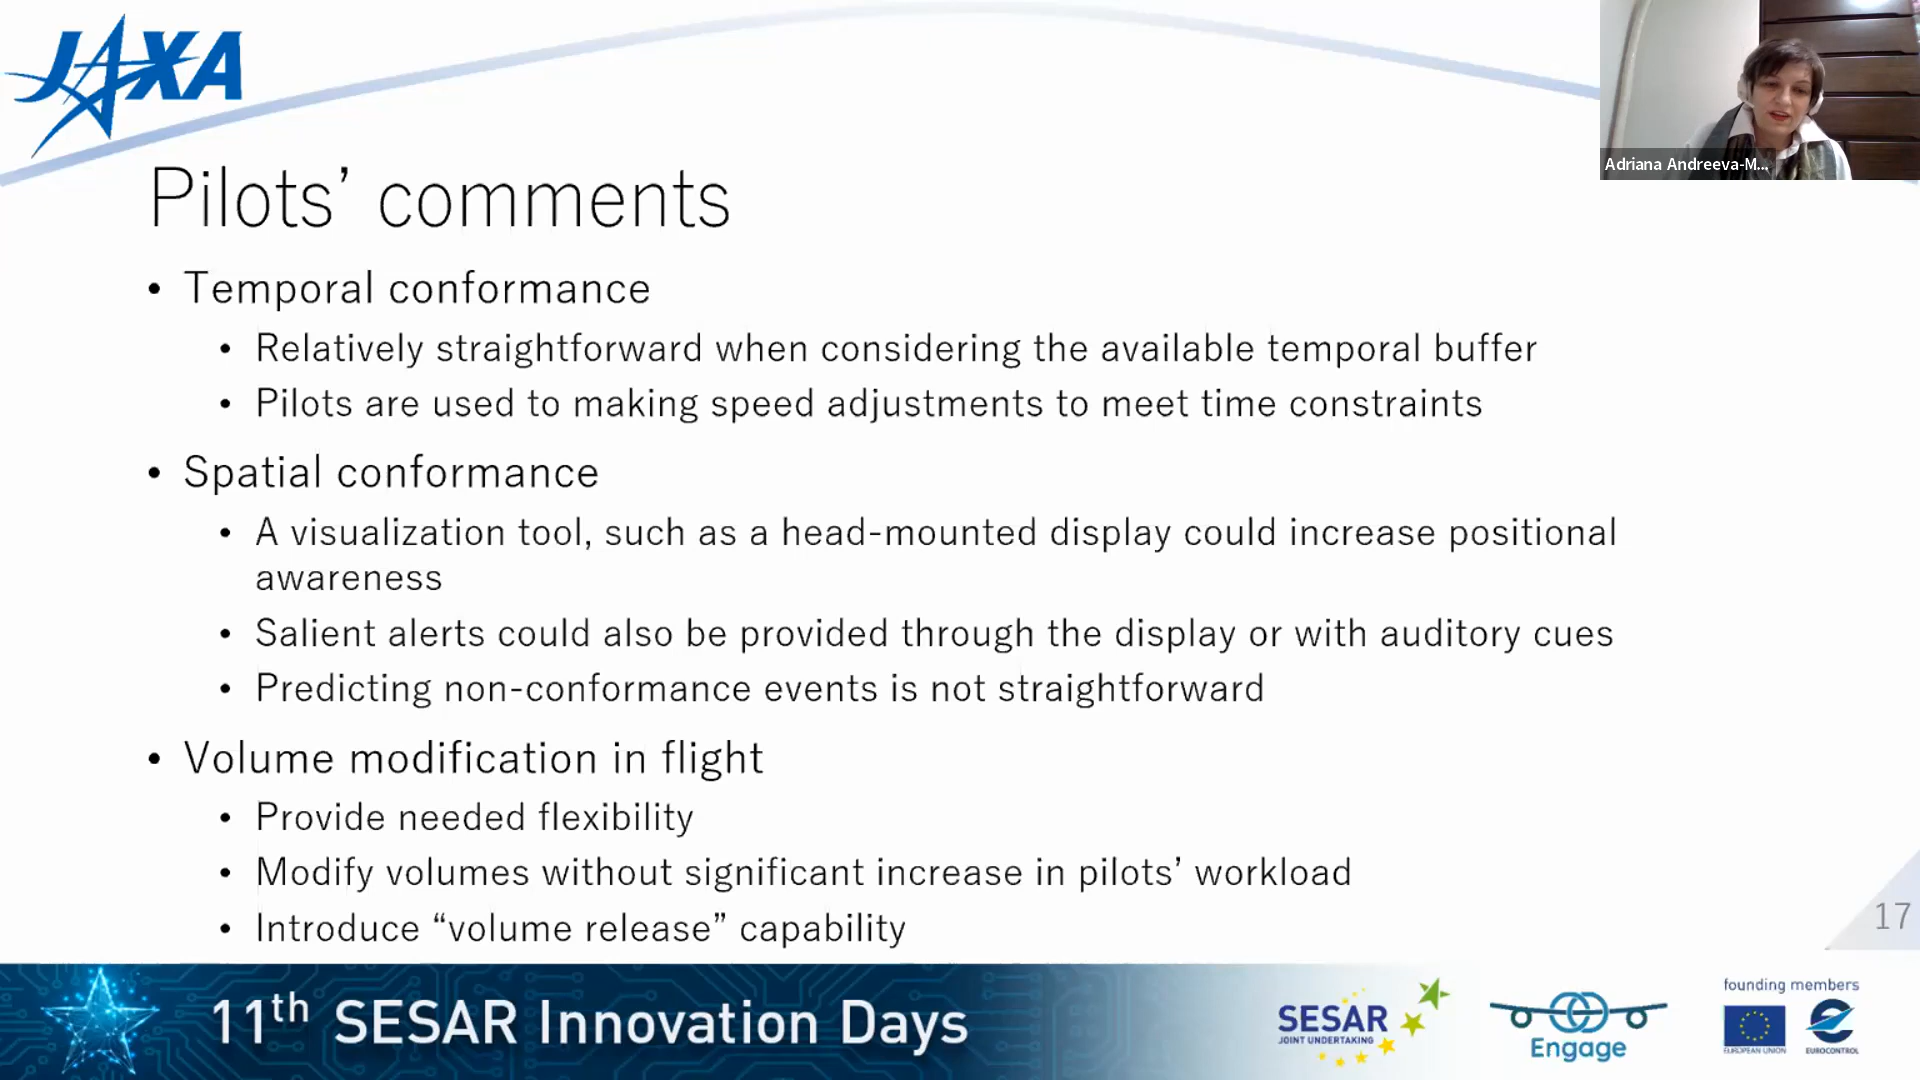 JAXA
Adriana Andreeva-M...
Pilots’ comments
• Temporal conformance
• Relatively straightforward when considering the available temporal buffer
• Pilots are used to making speed adjustments to meet time constraints
• Spatial conformance
• A visualization tool, such as a head-mounted display could increase positional
awareness
• Salient alerts could also be provided through the display or with auditory cues
• Predicting non-conformance events is not straightforward
• Volume modification in flight
• Provide needed flexibility
• Modify volumes without significant increase in pilots’ workload
• Introduce “volume release” capability
17
11th SESAR Innovation Days
SESAR
JOINT UNDERTAKING
Engage
founding members
EUROPEAN UNION
EUROCONTROL